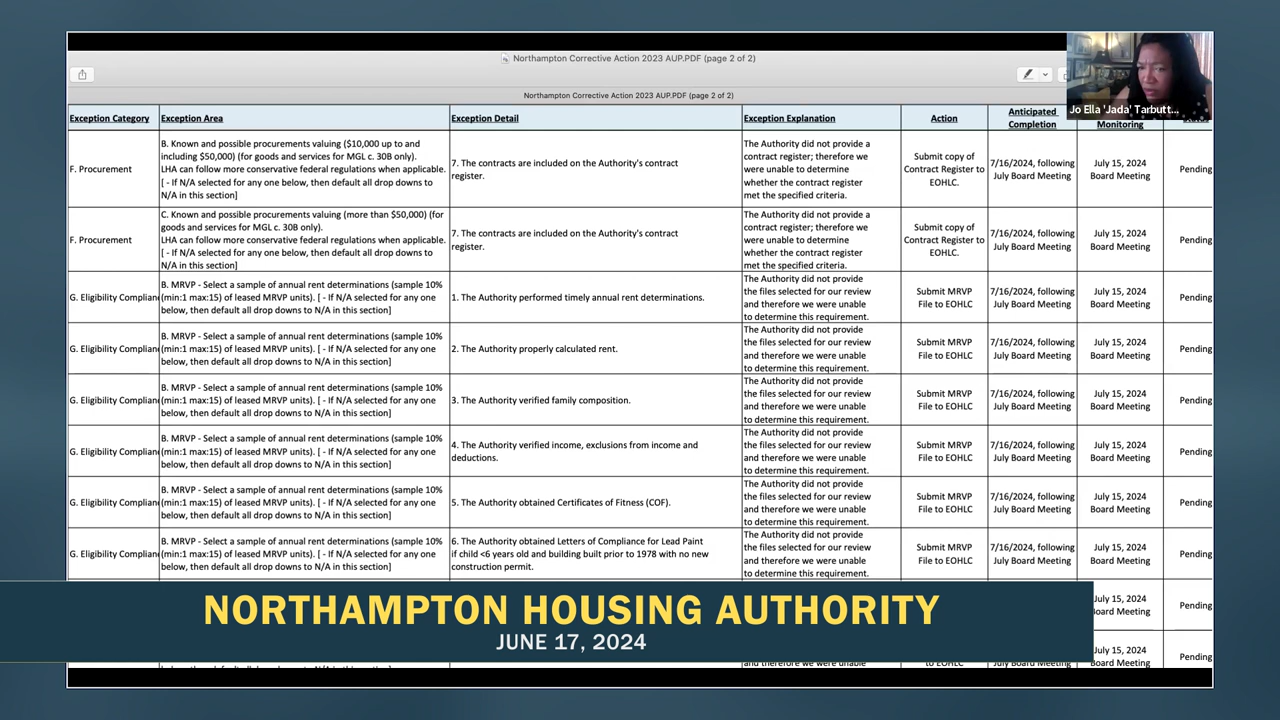 Northampton Corrective Action 2023 AUP.PDF (page 2 of 2)
Northampton Corrective Action 2023 AUP.PDF (page 2 of 2)
Jo Ella 'Jada' Tarbutt...
Exception Category
Exception Area
Exception Detail
Exception Explanation
Action
Anticipated
Completion
Monitoring
F. Procurement
B. Known and possible procurements valuing ($10,000 up to and
including $50,000) (for goods and services for MGL c. 30B only).
LHA can follow more conservative federal regulations when applicable.
[ - If N/A selected for any one below, then default all drop downs to
N/A in this section]
7. The contracts are included on the Authority's contract
register.
The Authority did not provide a
contract register; therefore we
were unable to determine
whether the contract register
met the specified criteria.
Submit copy of
Contract Register to
EOHLC.
7/16/2024, following
July Board Meeting
July 15, 2024
Board Meeting
Pending
F. Procurement
C. Known and possible procurements valuing (more than $50,000) (for
goods and services for MGL c. 30B only).
LHA can follow more conservative federal regulations when applicable.
[ - If N/A selected for any one below, then default all drop downs to
N/A in this section]
7. The contracts are included on the Authority's contract
register.
The Authority did not provide a
contract register; therefore we
were unable to determine
whether the contract register
met the specified criteria.
Submit copy of
Contract Register to
EOHLC.
7/16/2024, following
July Board Meeting
July 15, 2024
Board Meeting
Pending
G. Eligibility Complian
B. MRVP - Select a sample of annual rent determinations (sample 10%
(min:1 max:15) of leased MRVP units). [ - If N/A selected for any one
below, then default all drop downs to N/A in this section]
1. The Authority performed timely annual rent determinations.
The Authority did not provide
the files selected for our review
and therefore we were unable
to determine this requirement.
Submit MRVP
File to EOHLC
7/16/2024, following
July Board Meeting
July 15, 2024
Board Meeting
Pending
G. Eligibility Complian
B. MRVP - Select a sample of annual rent determinations (sample 10%
(min:1 max:15) of leased MRVP units). [ - If N/A selected for any one
below, then default all drop downs to N/A in this section]
2. The Authority properly calculated rent.
The Authority did not provide
the files selected for our review
and therefore we were unable
to determine this requirement.
Submit MRVP
File to EOHLC
7/16/2024, following
July Board Meeting
July 15, 2024
Board Meeting
Pending
G. Eligibility Complian
B. MRVP - Select a sample of annual rent determinations (sample 10%
(min:1 max:15) of leased MRVP units). [ - If N/A selected for any one
below, then default all drop downs to N/A in this section]
3. The Authority verified family composition.
The Authority did not provide
the files selected for our review
and therefore we were unable
to determine this requirement.
Submit MRVP
File to EOHLC
7/16/2024, following
July Board Meeting
July 15, 2024
Board Meeting
Pending
G. Eligibility Complian
B. MRVP - Select a sample of annual rent determinations (sample 10%
(min:1 max:15) of leased MRVP units). [ - If N/A selected for any one
below, then default all drop downs to N/A in this section]
4. The Authority verified income, exclusions from income and
deductions.
The Authority did not provide
the files selected for our review
and therefore we were unable
to determine this requirement.
Submit MRVP
File to EOHLC
7/16/2024, following
July Board Meeting
July 15, 2024
Board Meeting
Pending
G. Eligibility Complian
B. MRVP - Select a sample of annual rent determinations (sample 10%
(min:1 max:15) of leased MRVP units). [ - If N/A selected for any one
below, then default all drop downs to N/A in this section]
5. The Authority obtained Certificates of Fitness (COF).
The Authority did not provide
the files selected for our review
and therefore we were unable
to determine this requirement.
Submit MRVP
File to EOHLC
7/16/2024, following
July Board Meeting
July 15, 2024
Board Meeting
Pending
G. Eligibility Complian
B. MRVP - Select a sample of annual rent determinations (sample 10%
(min:1 max:15) of leased MRVP units). [ - If N/A selected for any one
below, then default all drop downs to N/A in this section]
6. The Authority obtained Letters of Compliance for Lead Paint
if child <6 years old and building built prior to 1978 with no new
construction permit.
The Authority did not provide
the files selected for our review
and therefore we were unable
to determine this requirement.
Submit MRVP
File to EOHLC
7/16/2024, following
July Board Meeting
July 15, 2024
Board Meeting
Pending
July 15, 2024
Board Meeting
Pending
and therefore we were unable
to EOHLC
July Board Meeting
July 15, 2024
Board Meeting
Pending
NORTHAMPTON HOUSING AUTHORITY
JUNE 17, 2024